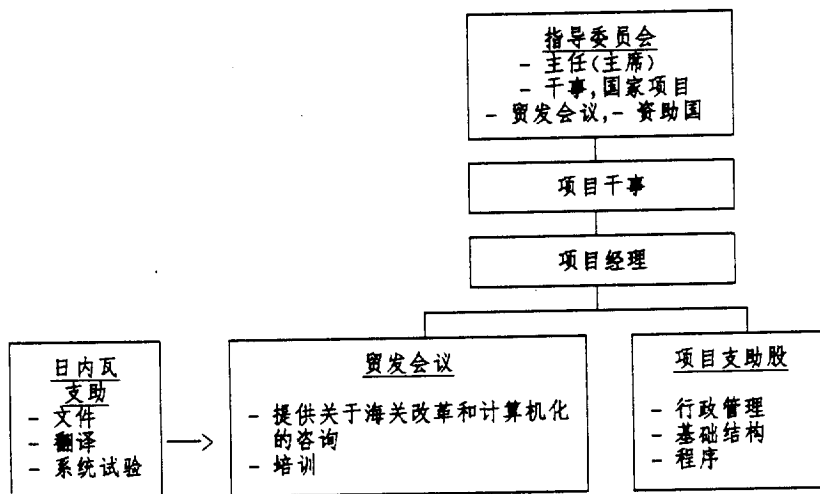 指导委员会
- 主任(主席)
- 干事,国家项目
- 贸发会议,- 资助国
项目干事
项目经理
日内瓦
支助
- 文件
- 翻译
- 系统试验
贸发会议
- 提供关于海关改革和计算机化
的咨询
- 培训
项目支助股
- 行政管理
- 基础结构
- 程序